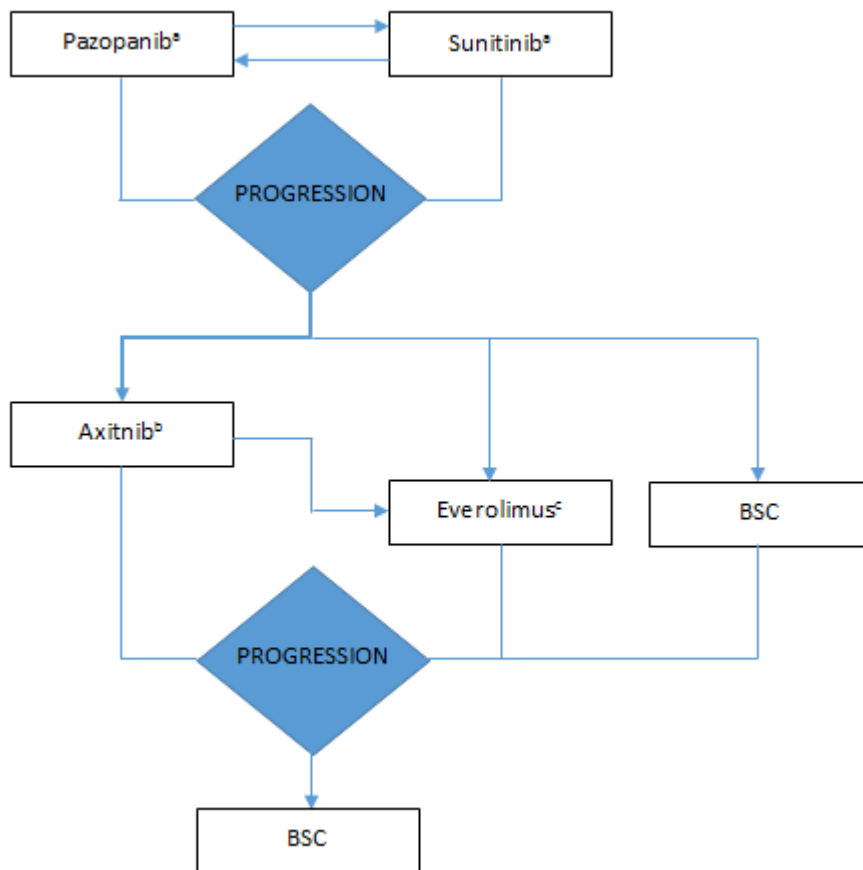 Pazopanibᵃ
Sunitinibᵃ
PROGRESSION
Axitnibᵇ
Everolimusᶜ
BSC
PROGRESSION
BSC